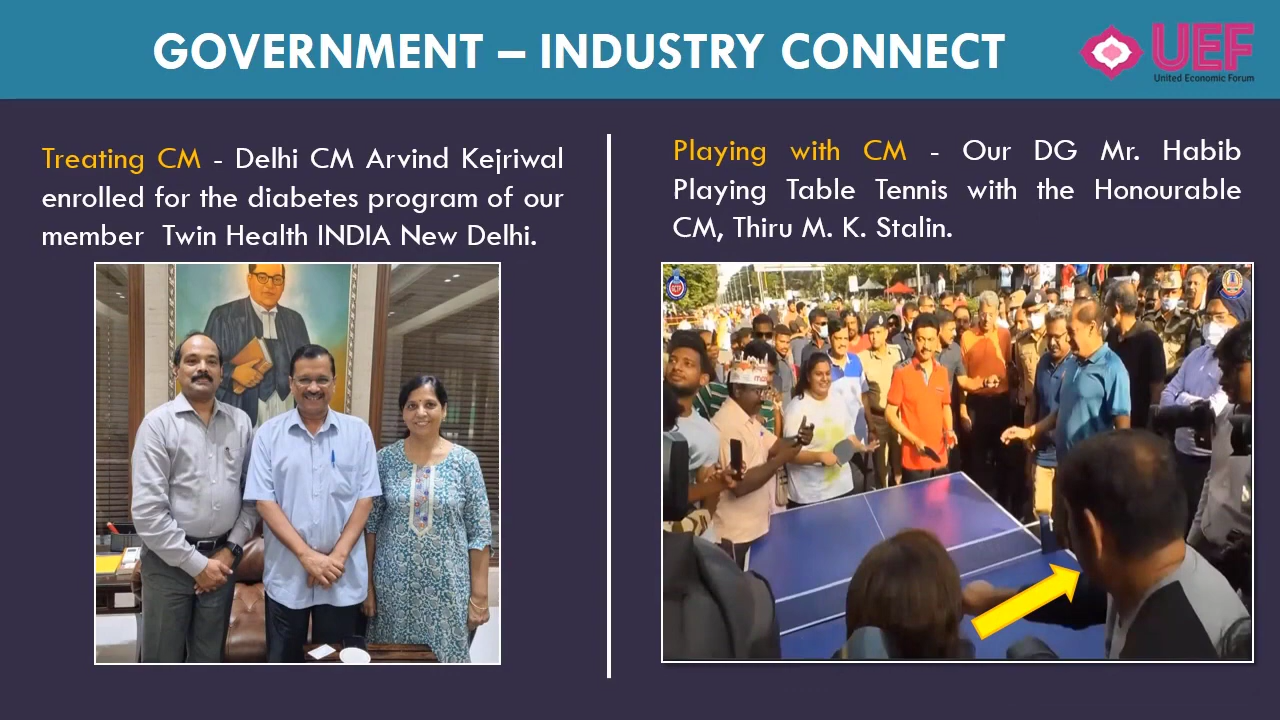 GOVERNMENT – INDUSTRY CONNECT
UEF
United Economic Forum
Treating CM - Delhi CM Arvind Kejriwal
enrolled for the diabetes program of our
member  Twin Health INDIA New Delhi.
Playing with CM - Our DG Mr. Habib
Playing Table Tennis with the Honourable
CM, Thiru M. K. Stalin.